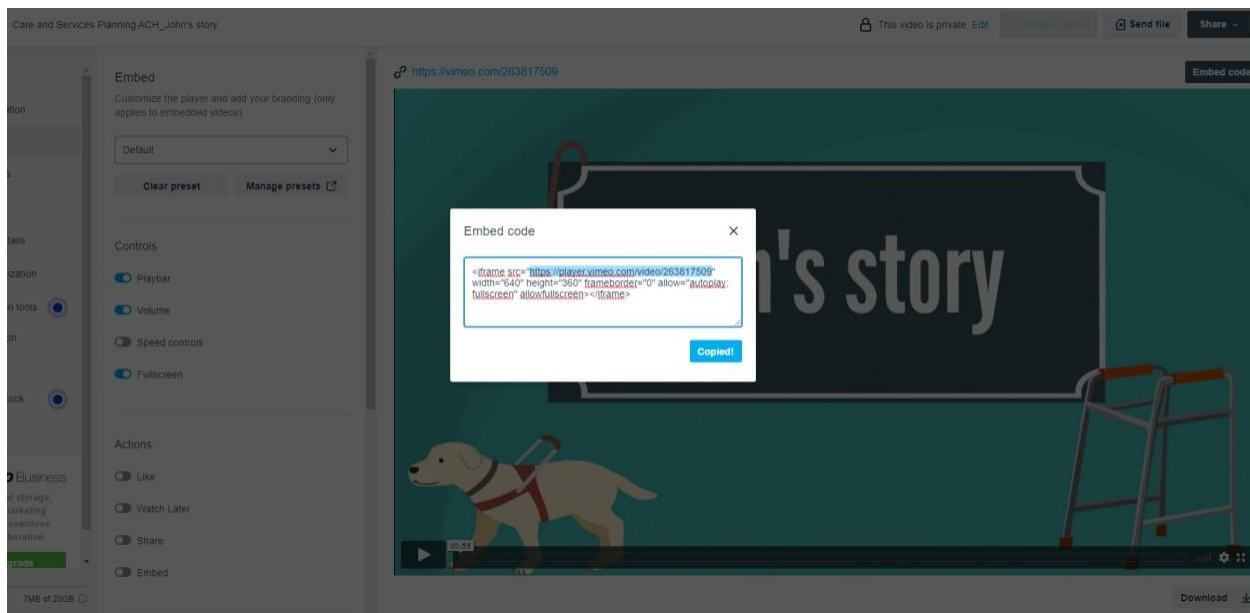 Care and Services Planning ACH_John's story
This video is private Edit
Send file
Share
Embed
Customize the player and add your branding (only
applies to embedded videos)
Default
Clear preset
Manage presets
Controls
Playbar
Volume
Speed controls
Fullscreen
Actions
Like
Watch Later
Share
Embed
Business
storage,
seamless
7MB of 20GB
https://vimeo.com/263817509
Embed code
n's story
Embed code
<iframe src="https://player.vimeo.com/video/263817509"
width="640" height="360" frameborder="0" allow="autoplay;
fullscreen" allowfullscreen></iframe>
Copied!
00:55
Download